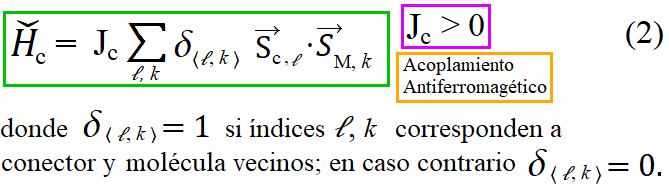 Ȟc = Jc ∑ℓ,k δ⟨ℓ,k⟩ S⃗c,ℓ · S⃗M,k Jc > 0 (2)
Acoplamiento
Antiferromagético
donde δ⟨ℓ,k⟩ = 1 si índices ℓ, k corresponden a
conector y molécula vecinos; en caso contrario δ⟨ℓ,k⟩ = 0.